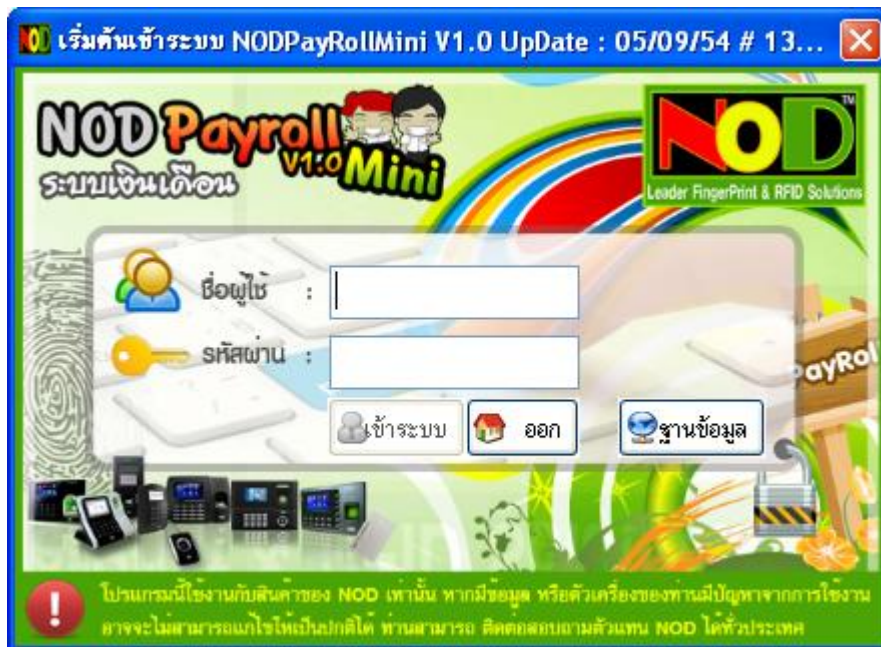 NOD เริ่มต้นเข้าระบบ NODPayRollMini V1.0 UpDate : 05/09/54 # 13...
NOD Payroll
V1.0 Mini
ระบบเงินเดือน
NOD TM
Leader FingerPrint & RFID Solutions
ชื่อผู้ใช้ :
รหัสผ่าน :
PayRol
เข้าระบบ
ออก
ฐานข้อมูล
โปรแกรมนี้ใช้งานกับสินค้าของ NOD เท่านั้น หากมีข้อมูล หรือตัวเครื่องของท่านมีปัญหาจากการใช้งาน
อาจจะไม่สามารถแก้ไขให้เป็นปกติได้ ท่านสามารถ ติดต่อสอบถามตัวแทน NOD ได้ทั่วประเทศ